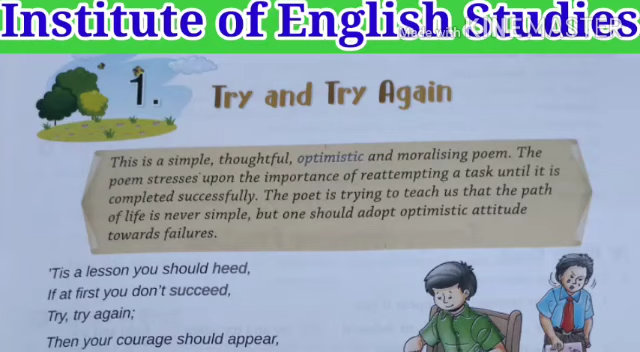 Institute of English Studies
Made with KINEMASTER
1.
Try and Try Again
This is a simple, thoughtful, optimistic and moralising poem. The
poem stresses upon the importance of reattempting a task until it is
completed successfully. The poet is trying to teach us that the path
of life is never simple, but one should adopt optimistic attitude
towards failures.
'Tis a lesson you should heed,
If at first you don't succeed,
Try, try again;
Then your courage should appear,